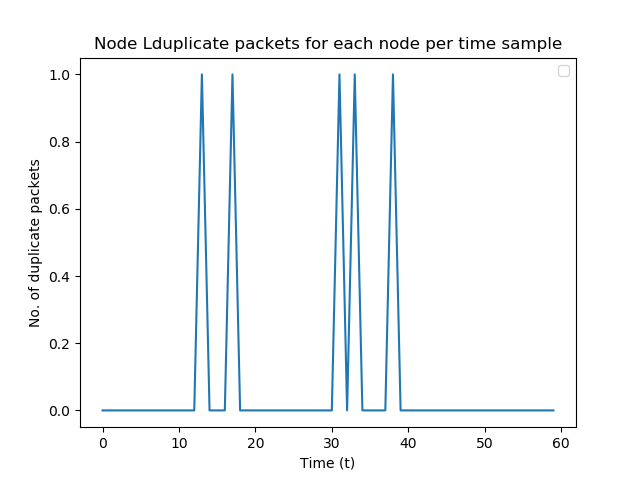 Node Lduplicate packets for each node per time sample
1.0
0.8
0.6
0.4
0.2
0.0
No. of duplicate packets
0 10 20 30 40 50 60
Time (t)